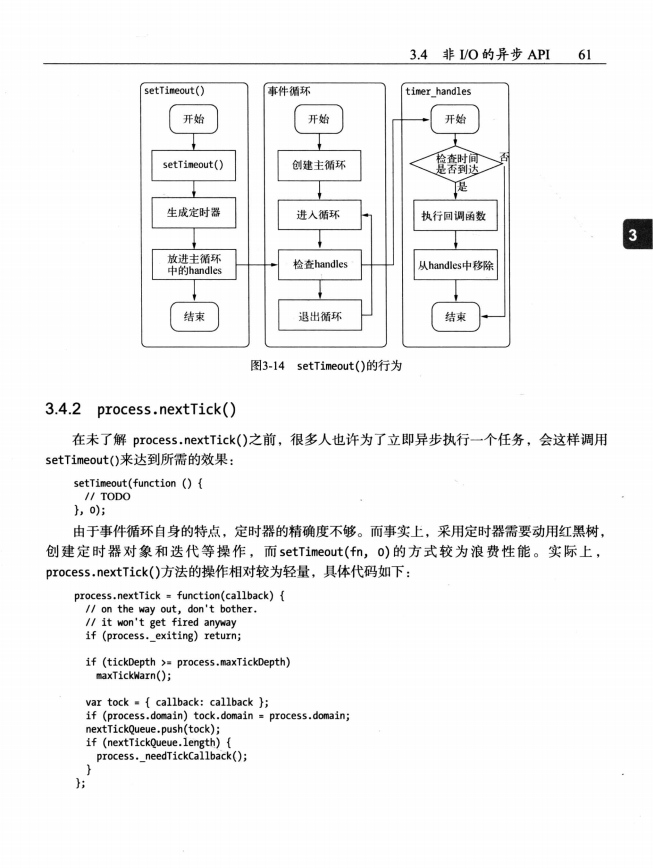 3.4 非 I/O 的异步 API 61
setTimeout()
开始
setTimeout()
生成定时器
放进主循环
中的handles
结束
事件循环
开始
创建主循环
进入循环
检查handles
退出循环
timer_handles
开始
检查时间
是否到达
否
是
执行回调函数
从handles中移除
结束
3
图3-14 setTimeout()的行为
3.4.2 process.nextTick()
在未了解 process.nextTick()之前，很多人也许为了立即异步执行一个任务，会这样调用
setTimeout()来达到所需的效果：
setTimeout(function () {
// TODO
}, 0);
由于事件循环自身的特点，定时器的精确度不够。而事实上，采用定时器需要动用红黑树，
创建定时器对象和迭代等操作，而setTimeout(fn, 0)的方式较为浪费性能。实际上，
process.nextTick()方法的操作相对较为轻量，具体代码如下：
process.nextTick = function(callback) {
// on the way out, don't bother.
// it won't get fired anyway
if (process._exiting) return;
if (tickDepth >= process.maxTickDepth)
maxTickWarn();
var tock = { callback: callback };
if (process.domain) tock.domain = process.domain;
nextTickQueue.push(tock);
if (nextTickQueue.length) {
process._needTickCallback();
}
};